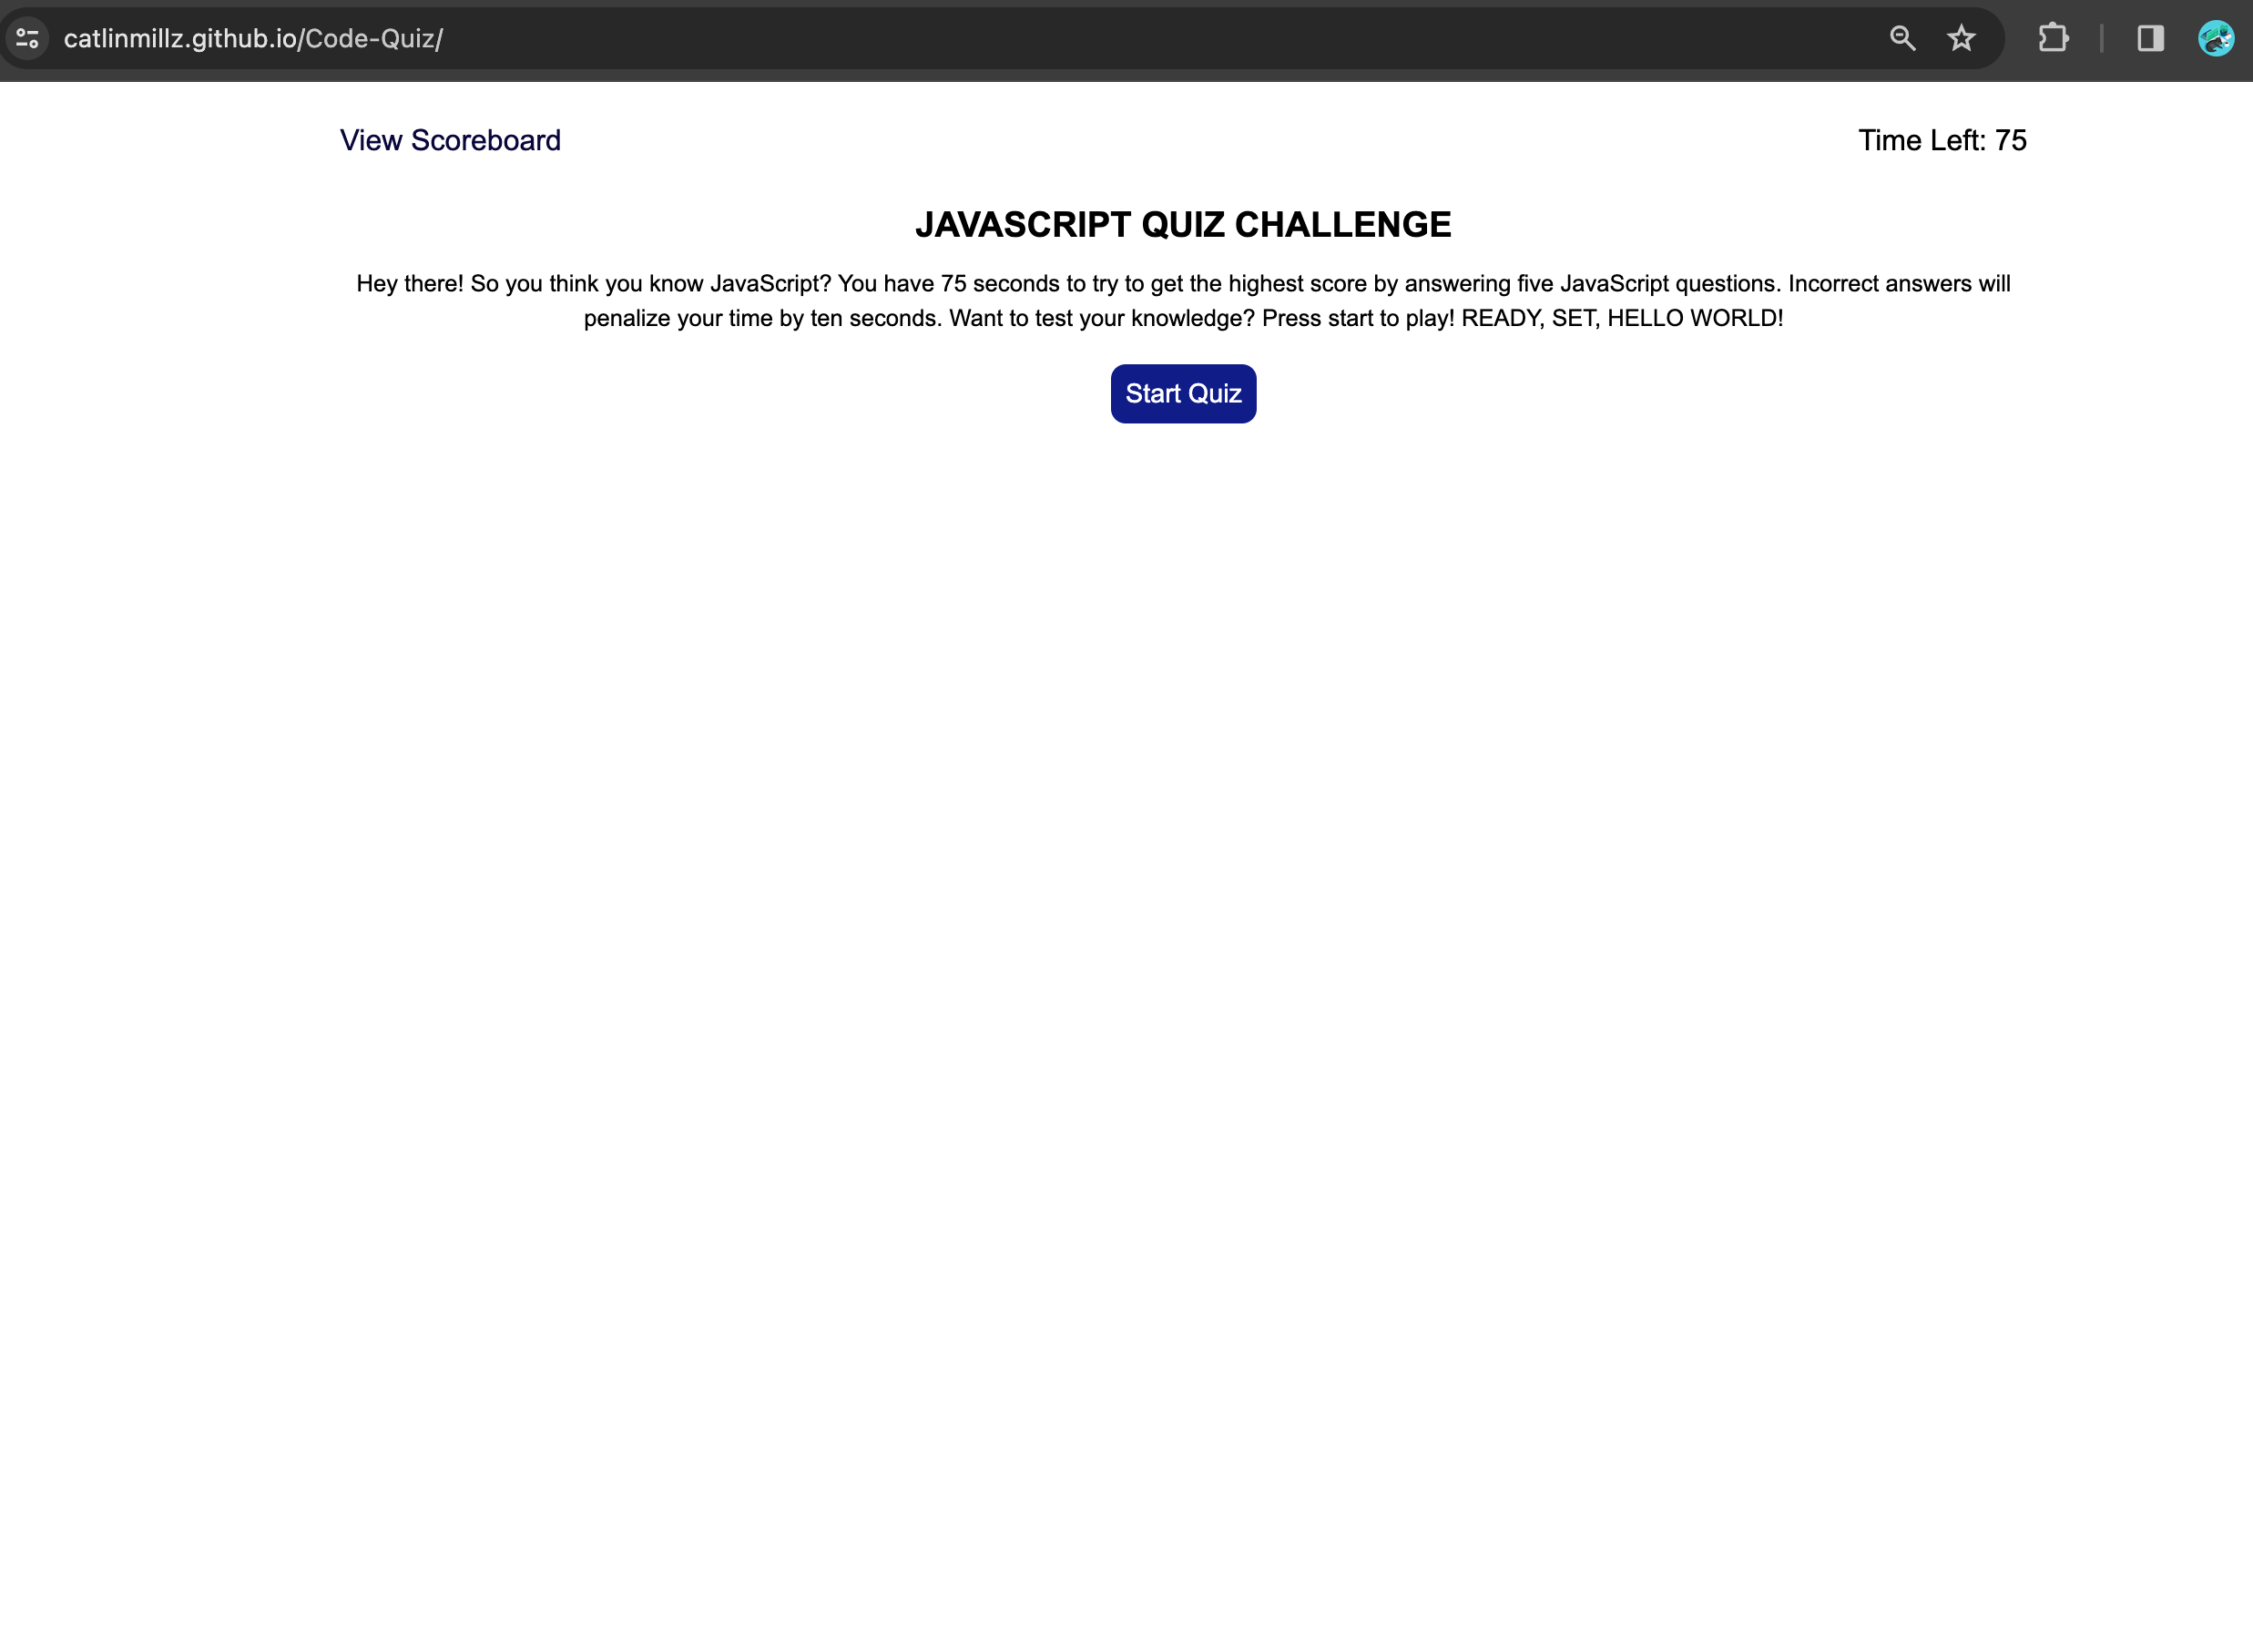 catlinmillz.github.io/Code-Quiz/
View Scoreboard
Time Left: 75
JAVASCRIPT QUIZ CHALLENGE
Hey there! So you think you know JavaScript? You have 75 seconds to try to get the highest score by answering five JavaScript questions. Incorrect answers will
penalize your time by ten seconds. Want to test your knowledge? Press start to play! READY, SET, HELLO WORLD!
Start Quiz